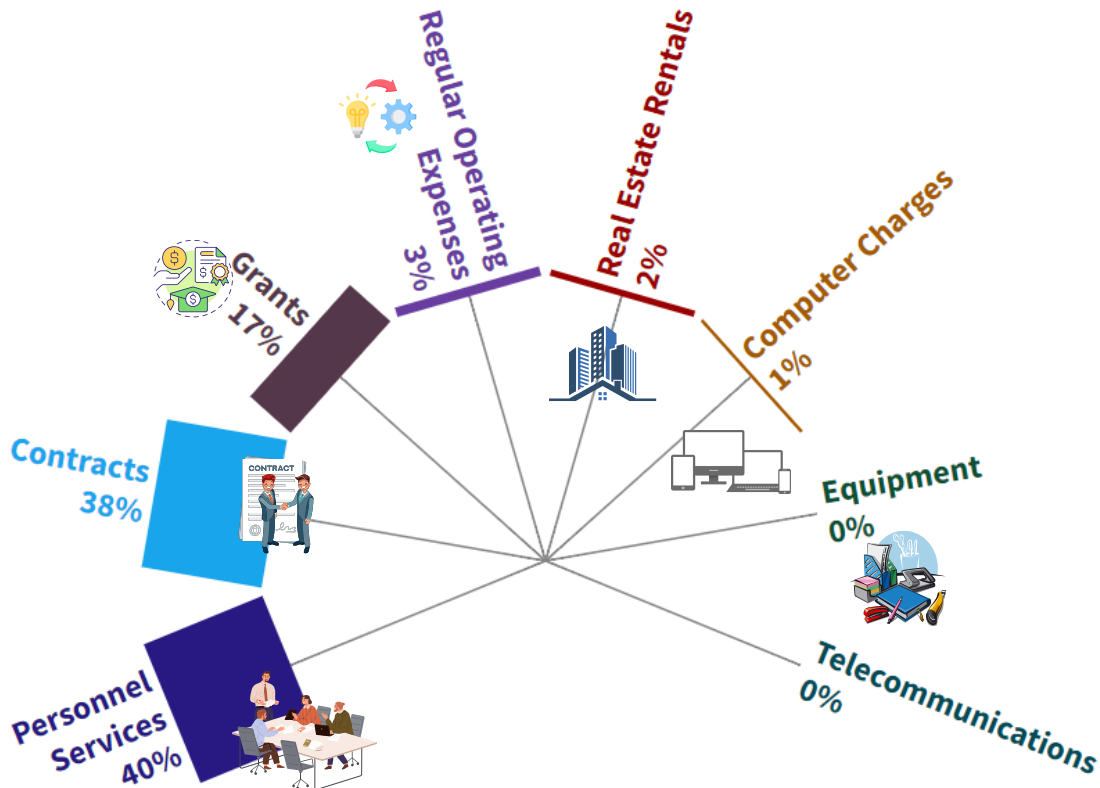 Personnel
Services
40%
Contracts
38%
Grants
17%
Regular Operating
Expenses
3%
Real Estate Rentals
2%
Computer Charges
1%
Equipment
0%
Telecommunications
0%
CONTRACT